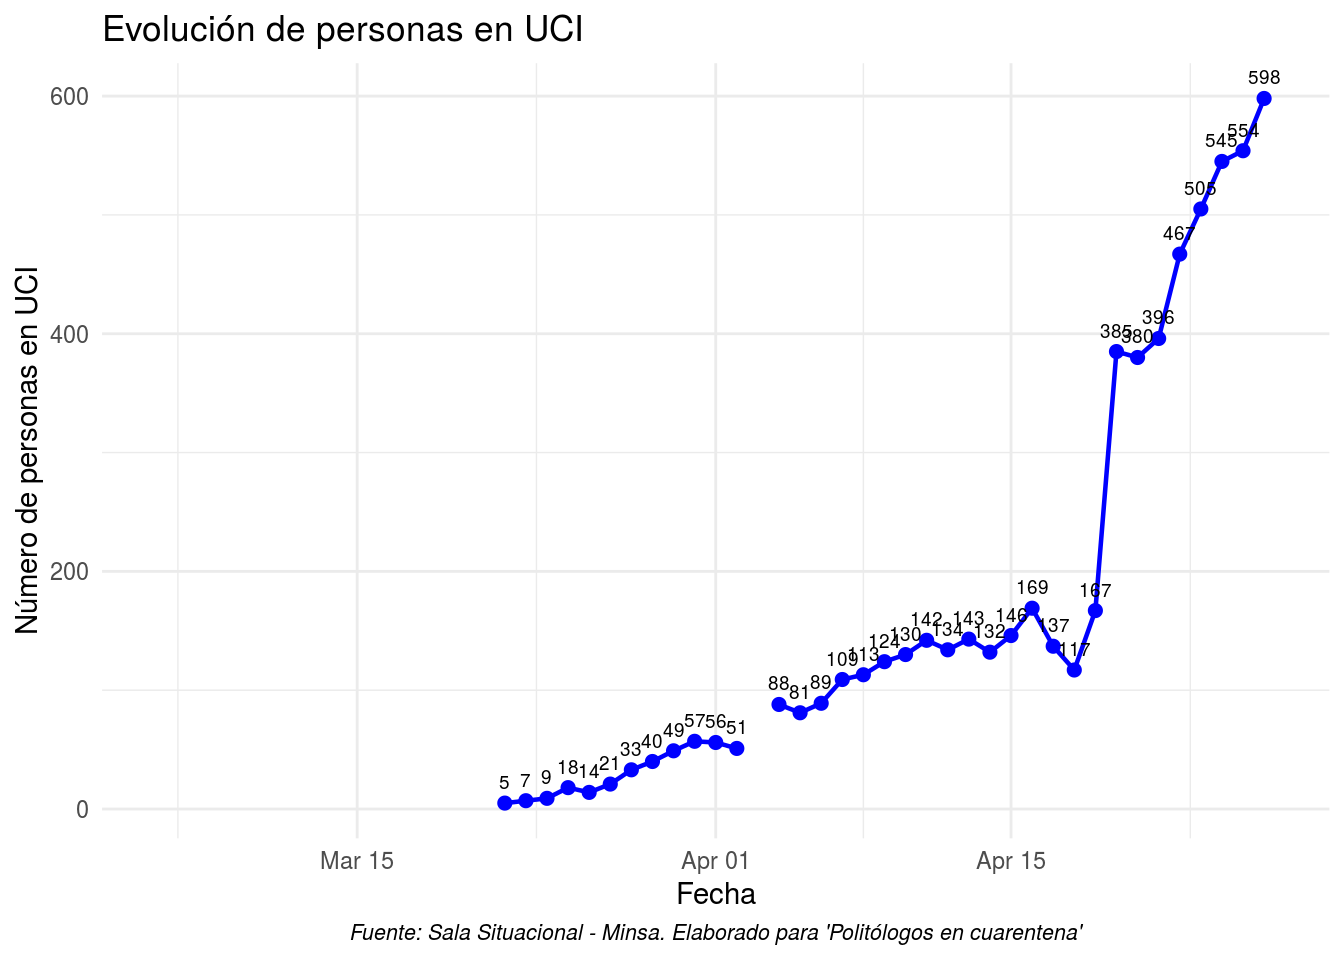 Evolución de personas en UCI
Número de personas en UCI
600
400
200
0
5 7 9 18 14 21 33 40 49 57 56 51
88 81 89 109 113 124 130 142 134 143 132 146 169 137 117 167 385 380 396 467 505 545 554 598
Mar 15 Apr 01 Apr 15
Fecha
Fuente: Sala Situacional - Minsa. Elaborado para 'Politólogos en cuarentena'